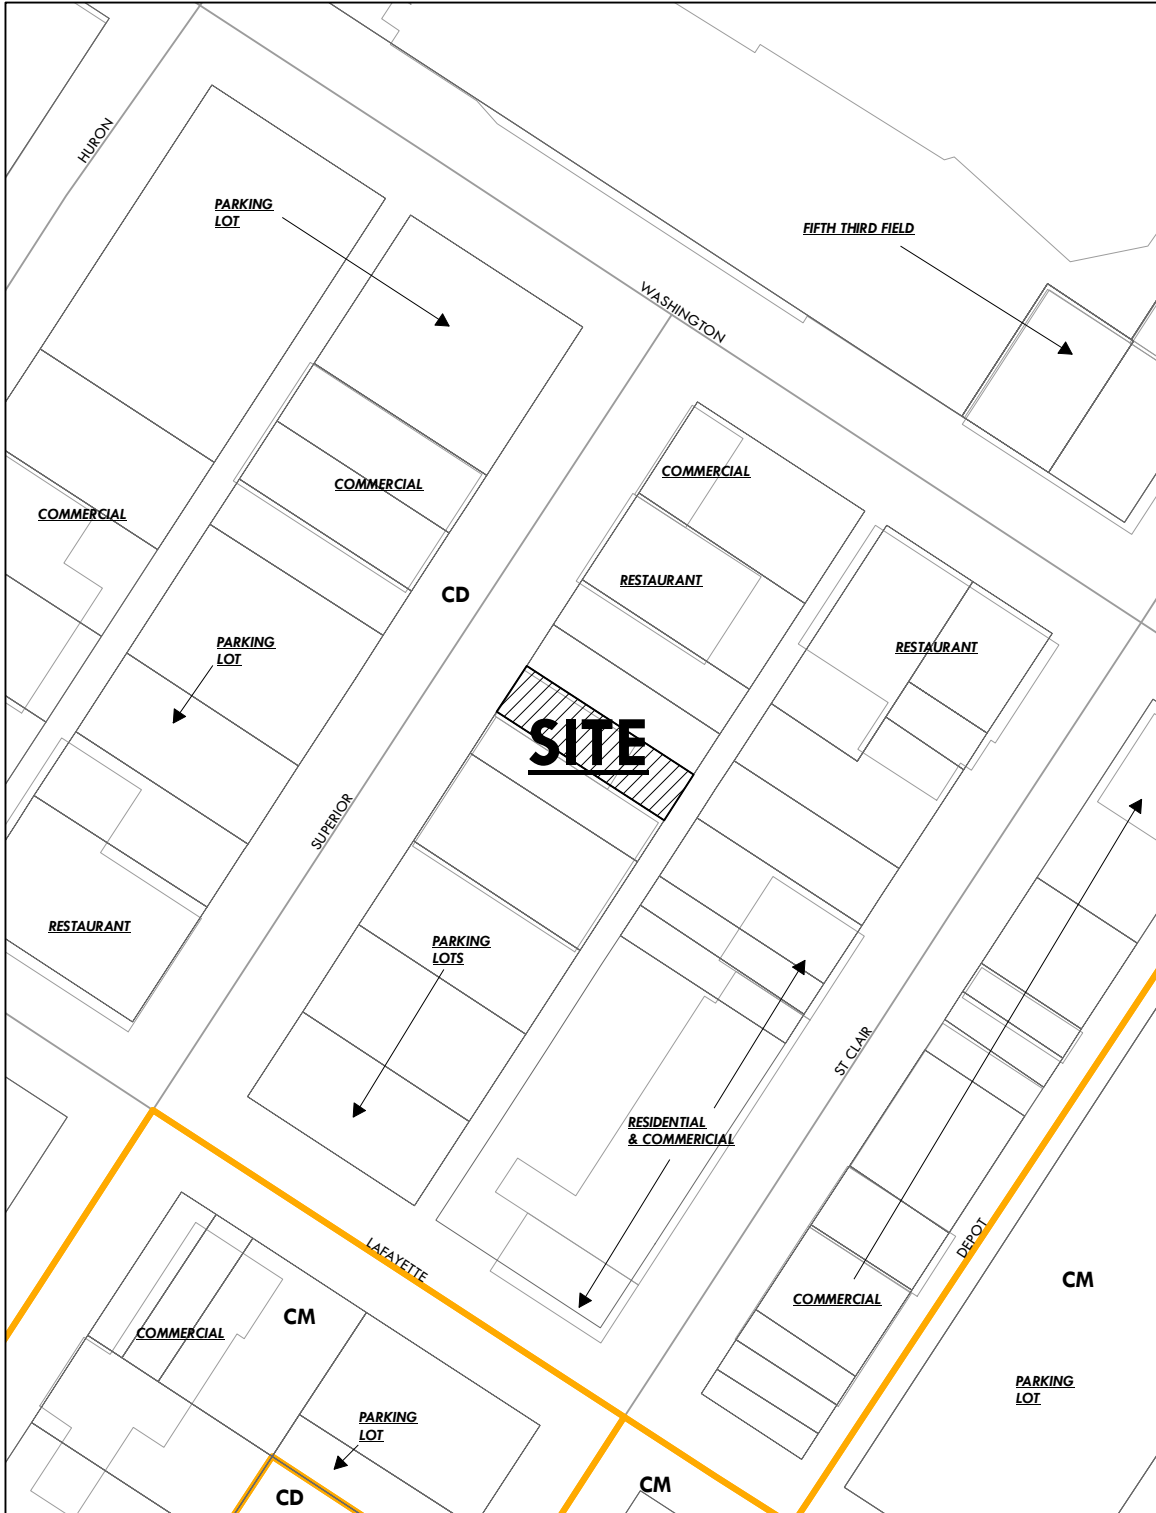 HURON
PARKING
LOT
FIFTH THIRD FIELD
WASHINGTON
COMMERCIAL
COMMERCIAL
COMMERCIAL
RESTAURANT
CD
PARKING
LOT
RESTAURANT
SITE
SUPERIOR
RESTAURANT
PARKING
LOTS
ST CLAIR
RESIDENTIAL
& COMMERICIAL
DEPOT
LAFAYETTE
CM
COMMERCIAL
CM
COMMERCIAL
PARKING
LOT
PARKING
LOT
CM
CD